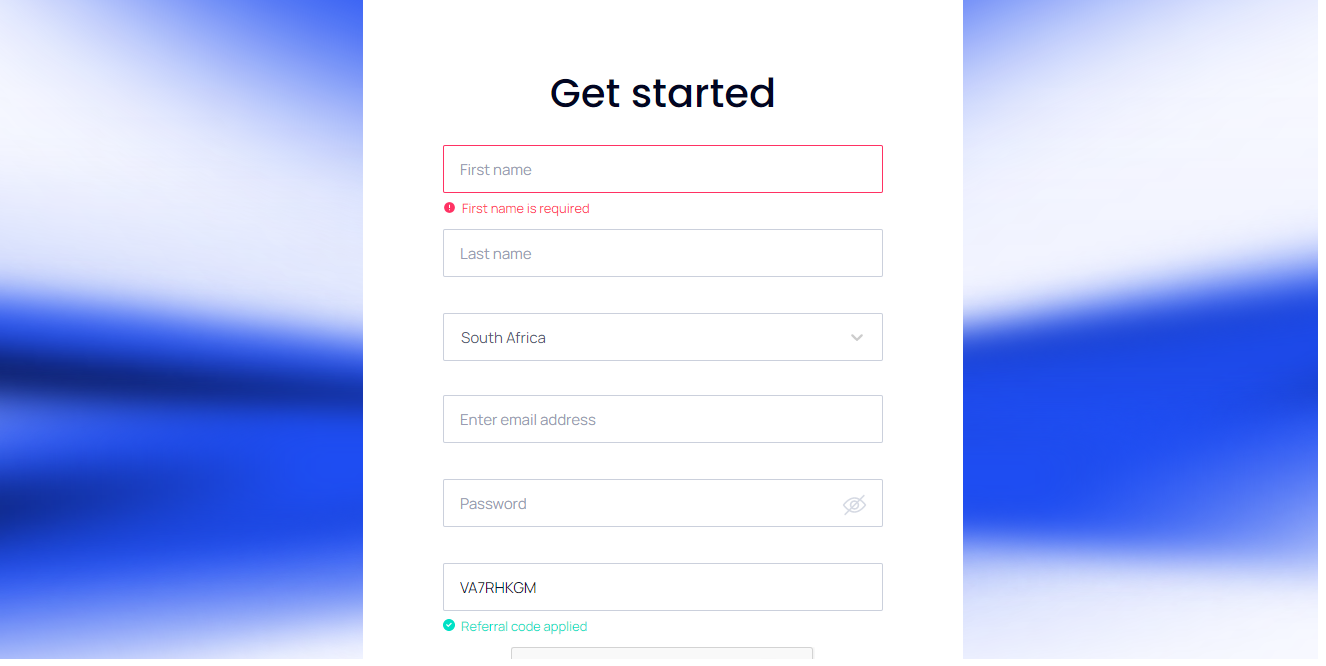 Get started
First name
First name is required
Last name
South Africa
Enter email address
Password
VA7RHKGM
Referral code applied